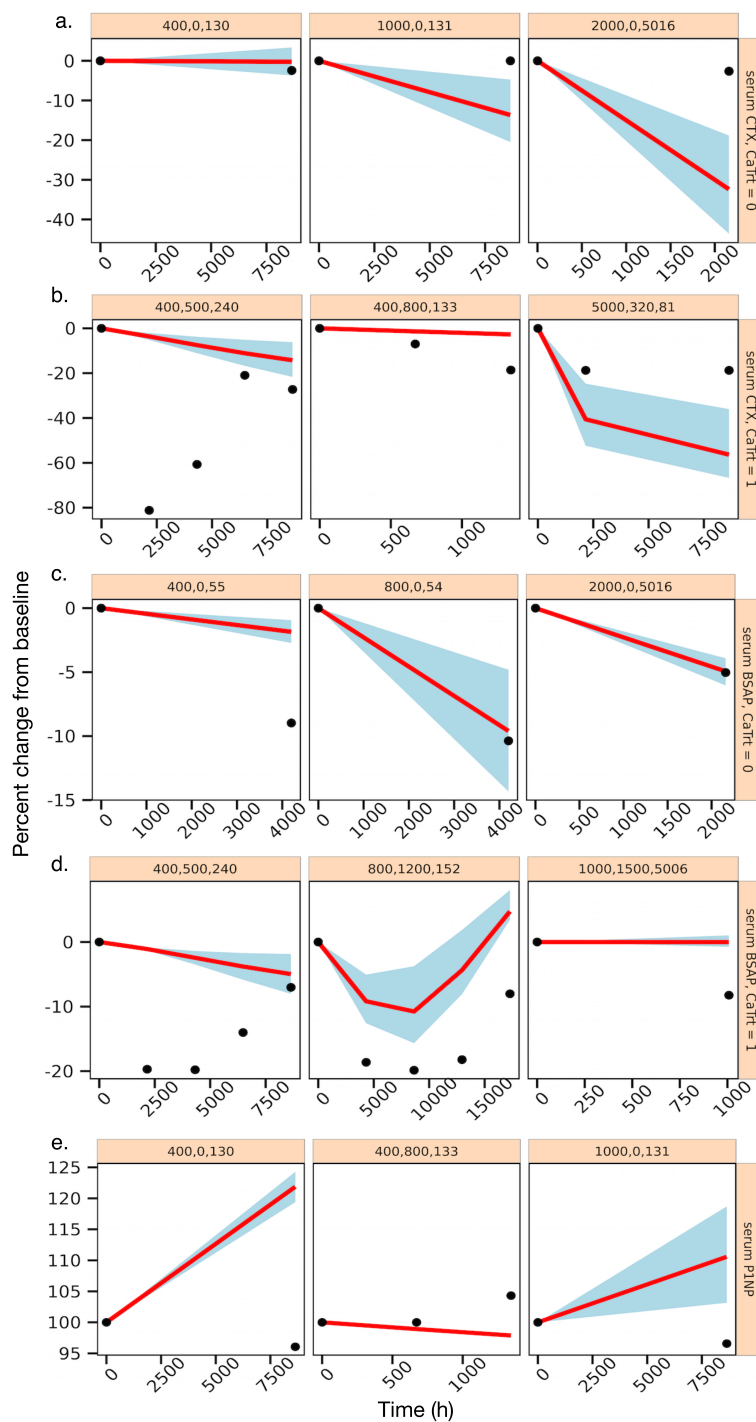 a.
400,0,130
1000,0,131
2000,0,5016
0
-10
-20
-30
-40
serum CTX, CaTrt = 0
0 2500 5000 7500
0 2500 5000 7500
0 500 1000 1500 2000
b.
400,500,240
400,800,133
5000,320,81
0
-20
-40
-60
-80
serum CTX, CaTrt = 1
0 2500 5000 7500
0 500 1000
0 2500 5000 7500
Percent change from baseline
c.
400,0,55
800,0,54
2000,0,5016
0
-5
-10
-15
serum BSAP, CaTrt = 0
0 1000 2000 3000 4000
0 1000 2000 3000 4000
0 500 1000 1500 2000
d.
400,500,240
800,1200,152
1000,1500,5006
0
-10
-20
serum BSAP, CaTrt = 1
0 2500 5000 7500
0 5000 10000 15000
0 250 500 750 1000
e.
400,0,130
400,800,133
1000,0,131
125
120
115
110
105
100
95
serum P1NP
0 2500 5000 7500
0 500 1000
0 2500 5000 7500
Time (h)